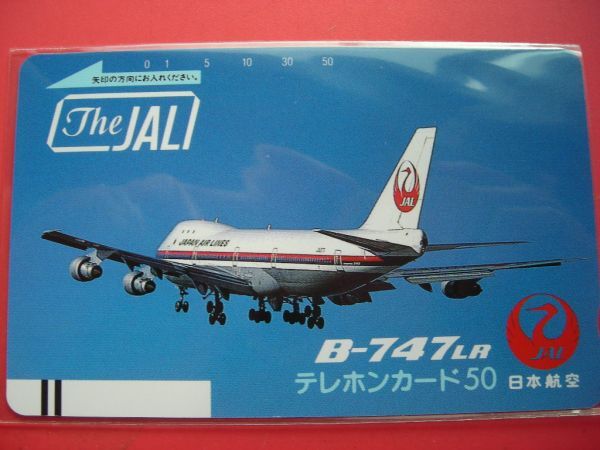 0 1 5 10 30 50
矢印の方向にお入れください。
The JAL
JAL
JAPAN AIR LINES
B-747LR
JAL
テレホンカード50 日本航空